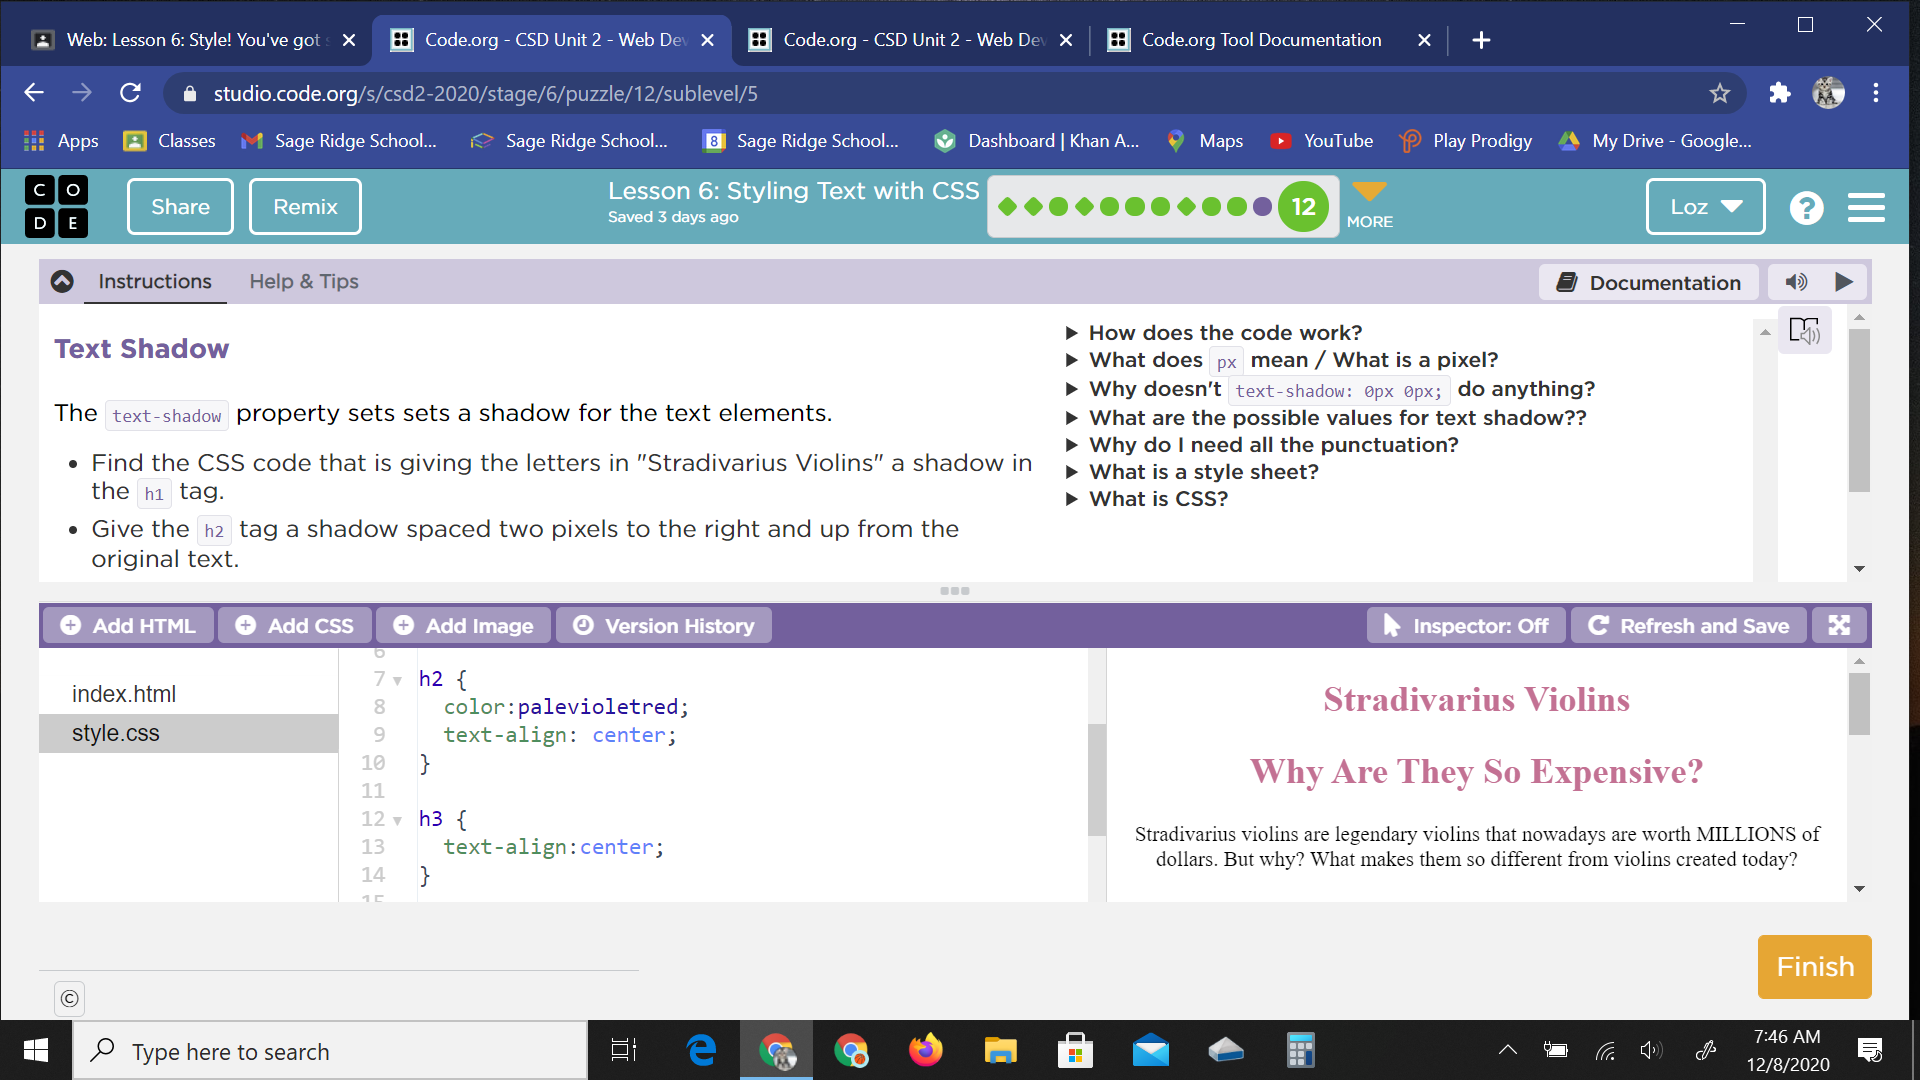 Web: Lesson 6: Style! You've got
Code.org - CSD Unit 2 - Web Dev
Code.org - CSD Unit 2 - Web Dev
Code.org Tool Documentation
studio.code.org/s/csd2-2020/stage/6/puzzle/12/sublevel/5
Apps
Classes
Sage Ridge School...
Sage Ridge School...
8
Sage Ridge School...
Dashboard | Khan A...
Maps
YouTube
Play Prodigy
My Drive - Google...
C O
D E
Share
Remix
Lesson 6: Styling Text with CSS
Saved 3 days ago
12
MORE
Loz
?
Instructions
Help & Tips
Documentation
Text Shadow
The text-shadow property sets sets a shadow for the text elements.
• Find the CSS code that is giving the letters in "Stradivarius Violins" a shadow in
the h1 tag.
• Give the h2 tag a shadow spaced two pixels to the right and up from the
original text.
How does the code work?
What does px mean / What is a pixel?
Why doesn't text-shadow: 0px 0px; do anything?
What are the possible values for text shadow??
Why do I need all the punctuation?
What is a style sheet?
What is CSS?
Add HTML
Add CSS
Add Image
Version History
Inspector: Off
Refresh and Save
index.html
style.css
6
7 h2 {
8 color:palevioletred;
9 text-align: center;
10 }
11
12 h3 {
13 text-align:center;
14 }
15
Stradivarius Violins
Why Are They So Expensive?
Stradivarius violins are legendary violins that nowadays are worth MILLIONS of
dollars. But why? What makes them so different from violins created today?
Finish
©
Type here to search
7:46 AM
12/8/2020